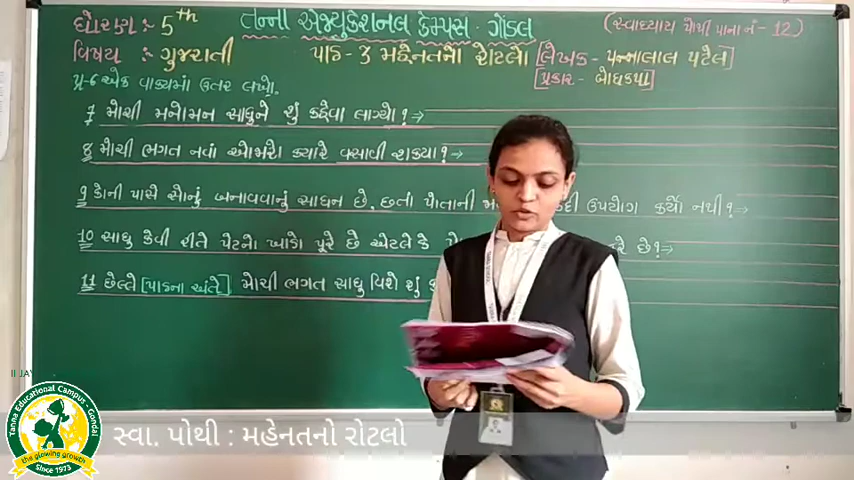 ધોરણ :- 5th
તન્ના એજ્યુકેશનલ કેમ્પસ - ગોંડલ
(સ્વાધ્યાય પોથી પાના નં - 12)
વિષય :- ગુજરાતી
પાઠ - 3 મહેનતનો રોટલો
[લેખક - પન્નાલાલ પટેલ]
[પ્રકાર - બોધકથા]
પ્ર-6 એક વાક્યમાં ઉત્તર લખો.
7 મોચી મનોમન સાધુને શું કહેવા લાગ્યો? →
8 મોચી ભગત નવાં ઓજારો ક્યારે વસાવી શક્યા? →
9 કોની પાસે સોનું બનાવવાનું સાધન છે, છતાં પોતાની કદી ઉપયોગ કર્યો નથી? →
10 સાધુ કેવી રીતે પેટનો ખાડો પૂરે છે એટલે કે છે? →
11 છેલ્લે [પાઠના અંતે] મોચી ભગત સાધુ વિશે શું
Tanna Educational Campus - Gondal
the glowing growth
Since 1973
સ્વા. પોથી : મહેનતનો રોટલો